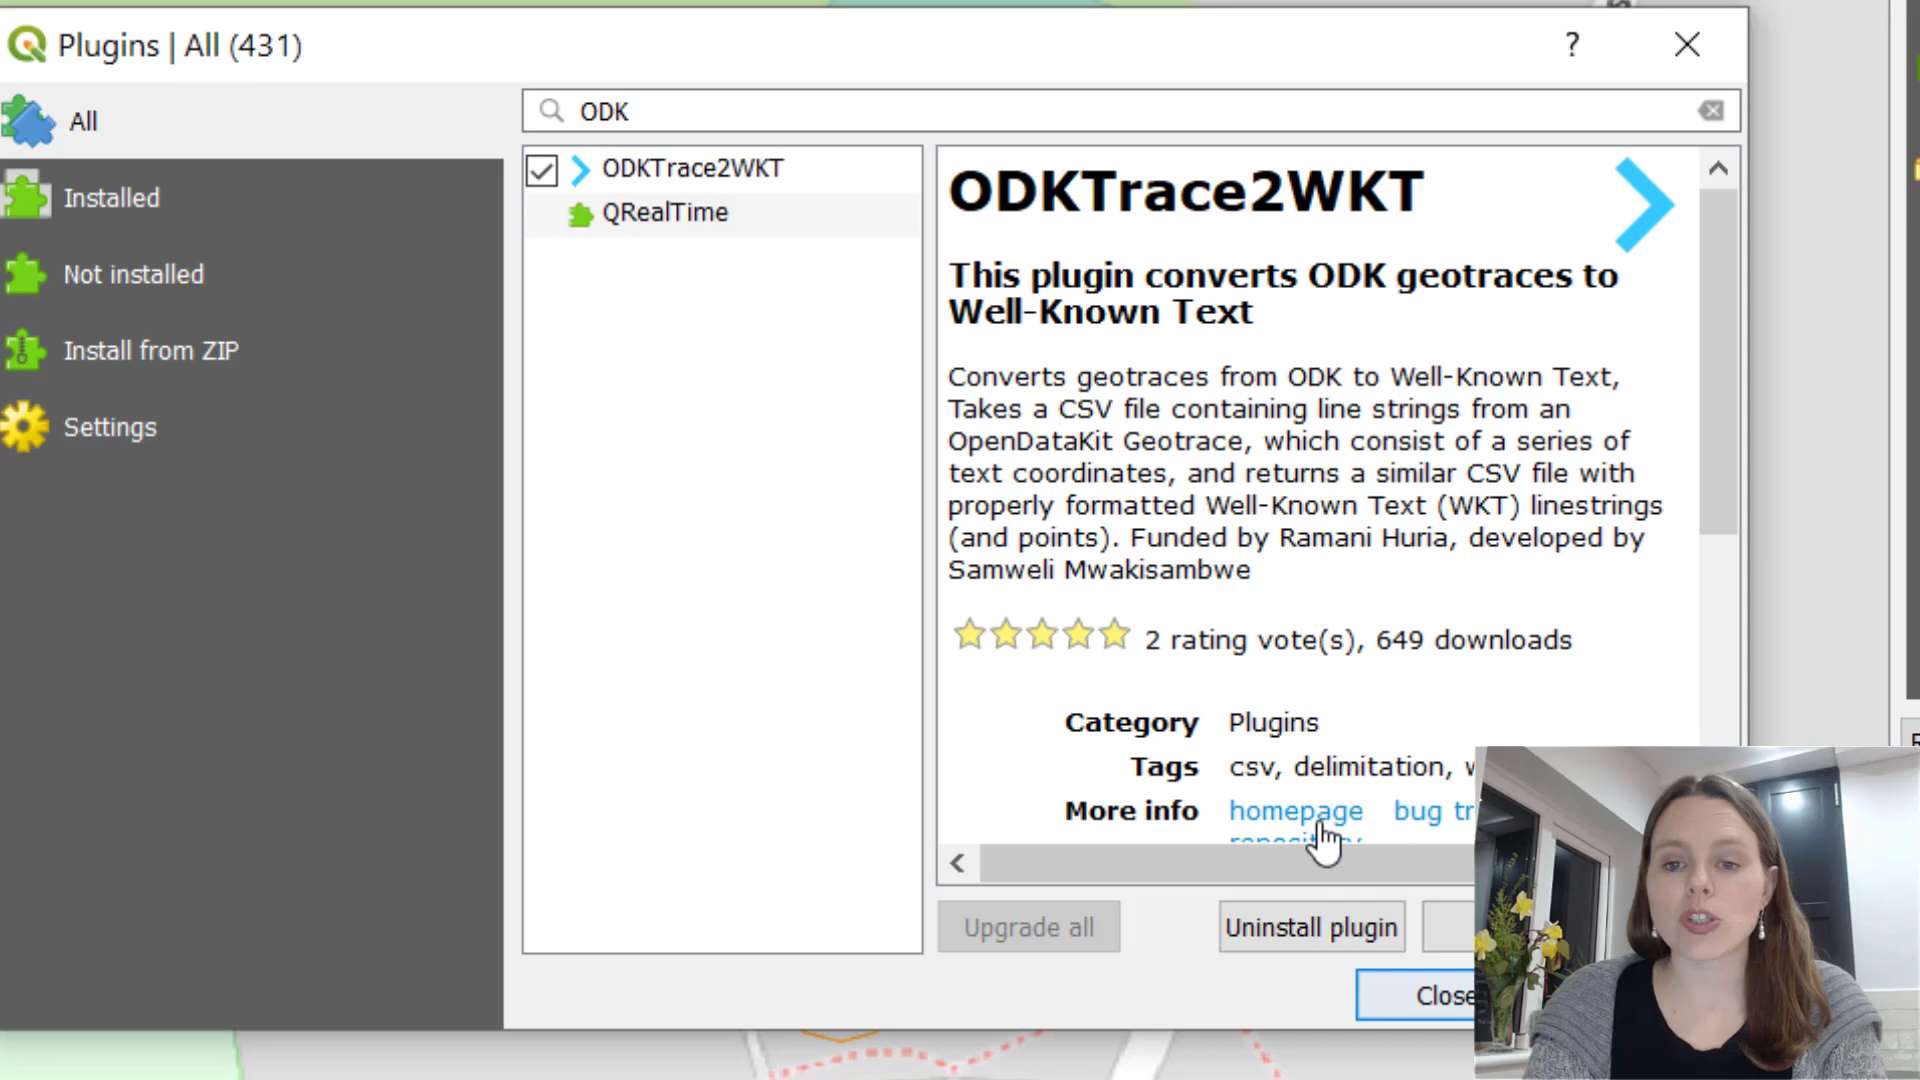 Plugins | All (431)
?
All
ODK
Installed
Not installed
Install from ZIP
Settings
ODKTrace2WKT
QRealTime
ODKTrace2WKT
This plugin converts ODK geotraces to
Well-Known Text
Converts geotraces from ODK to Well-Known Text,
Takes a CSV file containing line strings from an
OpenDataKit Geotrace, which consist of a series of
text coordinates, and returns a similar CSV file with
properly formatted Well-Known Text (WKT) linestrings
(and points). Funded by Ramani Huria, developed by
Samweli Mwakisambwe
2 rating vote(s), 649 downloads
Category Plugins
Tags csv, delimitation,
More info homepage bug
Upgrade all
Uninstall plugin
Close